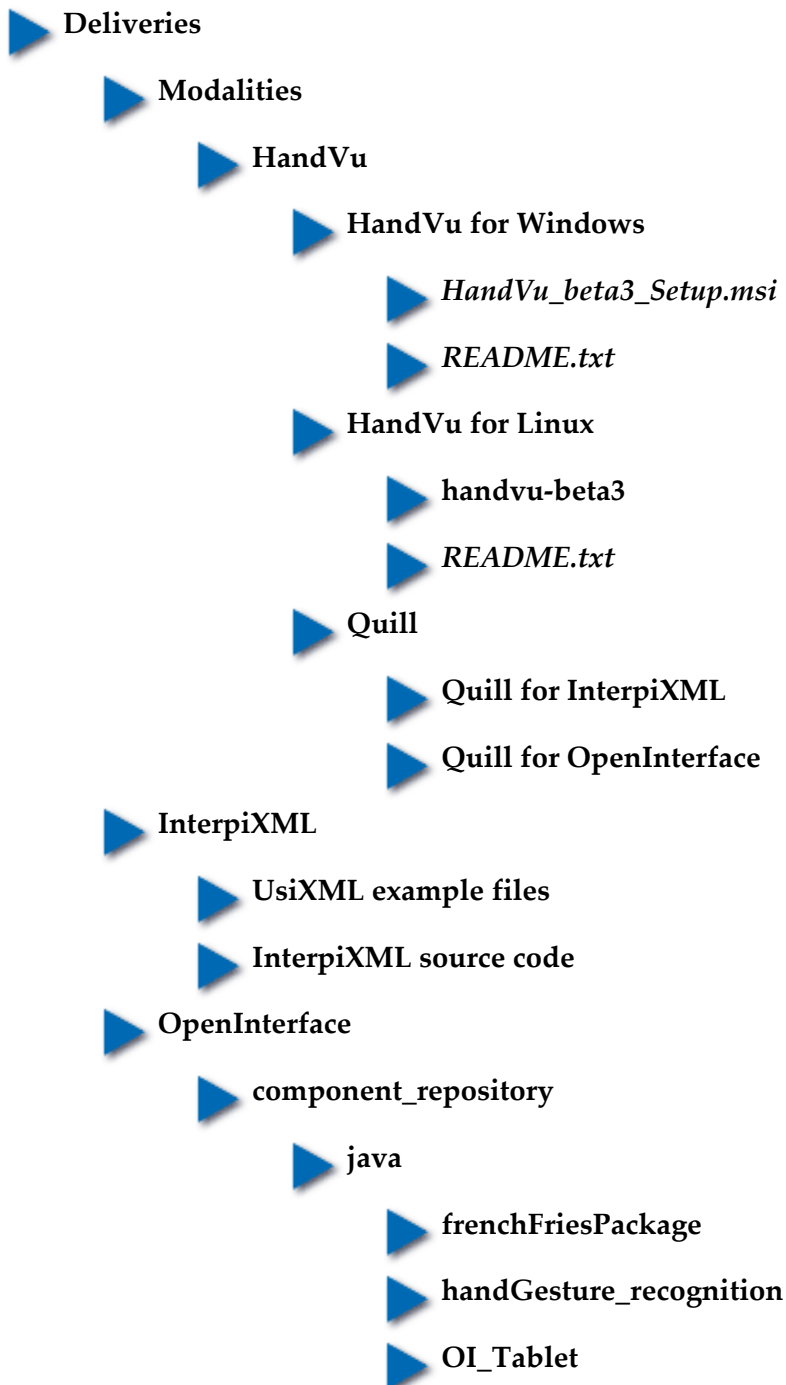 Deliveries
Modalities
HandVu
HandVu for Windows
HandVu_beta3_Setup.msi
README.txt
HandVu for Linux
handvu-beta3
README.txt
Quill
Quill for InterpiXML
Quill for OpenInterface
InterpiXML
UsiXML example files
InterpiXML source code
OpenInterface
component_repository
java
frenchFriesPackage
handGesture_recognition
OI_Tablet